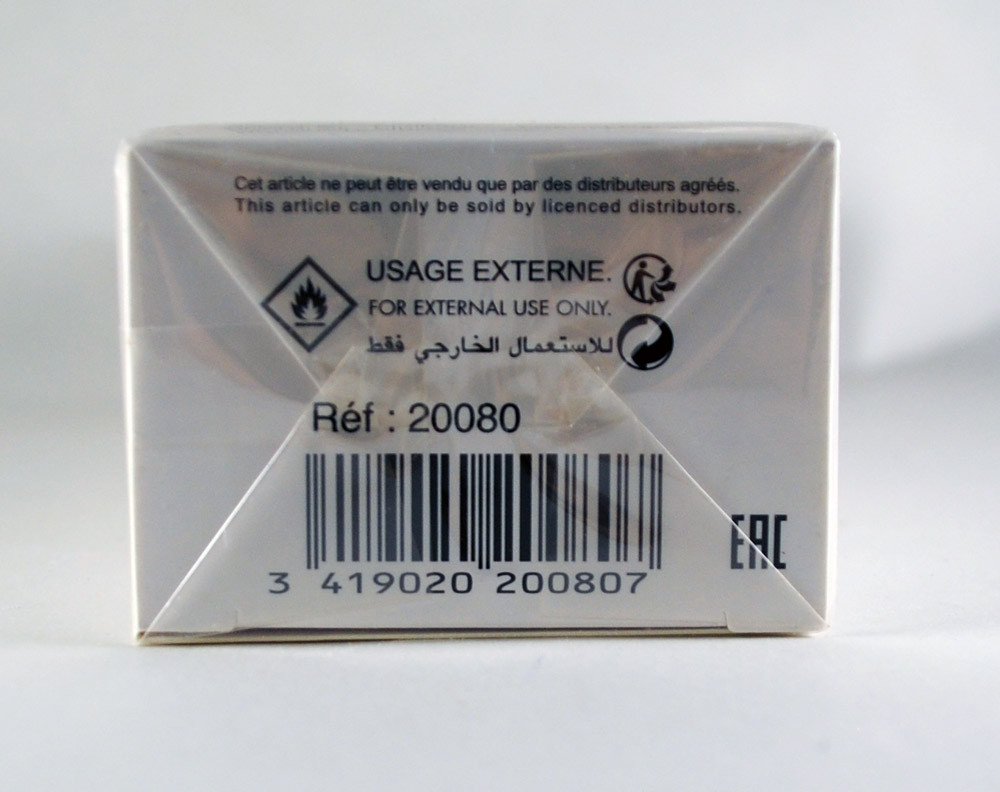 Cet article ne peut être vendu que par des distributeurs agréés.
This article can only be sold by licenced distributors.
USAGE EXTERNE.
FOR EXTERNAL USE ONLY.
للاستعمال الخارجي فقط
Réf : 20080
3 419020 200807
EAC